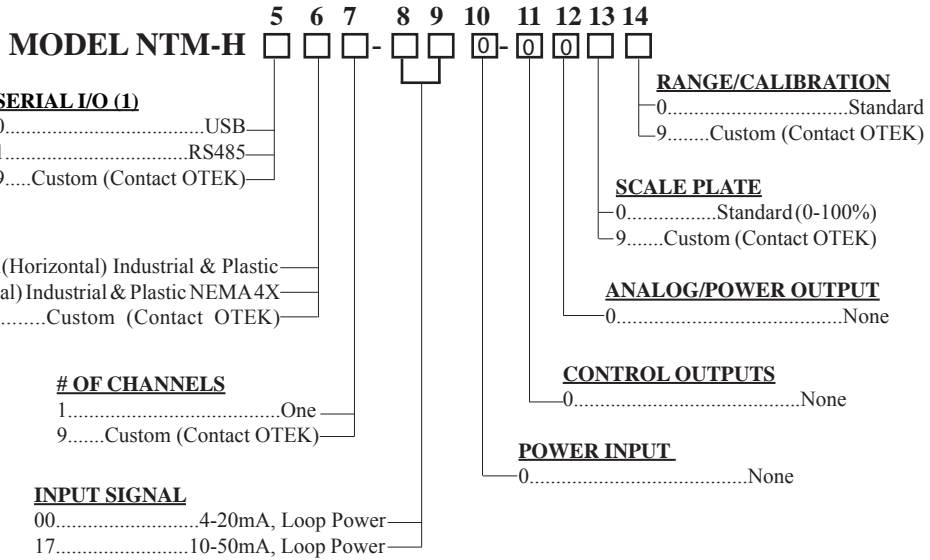 5 6 7 8 9 10 11 12 13 14
MODEL NTM-H - 0 - 0 0
SERIAL I/O (1)
0..................................USB
1................................RS485
9.....Custom (Contact OTEK)
(Horizontal) Industrial & Plastic
al) Industrial & Plastic NEMA 4X
.........Custom (Contact OTEK)
# OF CHANNELS
1....................................One
9.......Custom (Contact OTEK)
INPUT SIGNAL
00........................4-20mA, Loop Power
17.......................10-50mA, Loop Power
RANGE/CALIBRATION
0..............................Standard
9........Custom (Contact OTEK)
SCALE PLATE
0................Standard (0-100%)
9.......Custom (Contact OTEK)
ANALOG/POWER OUTPUT
0.......................................None
CONTROL OUTPUTS
0.......................................None
POWER INPUT
0.......................................None